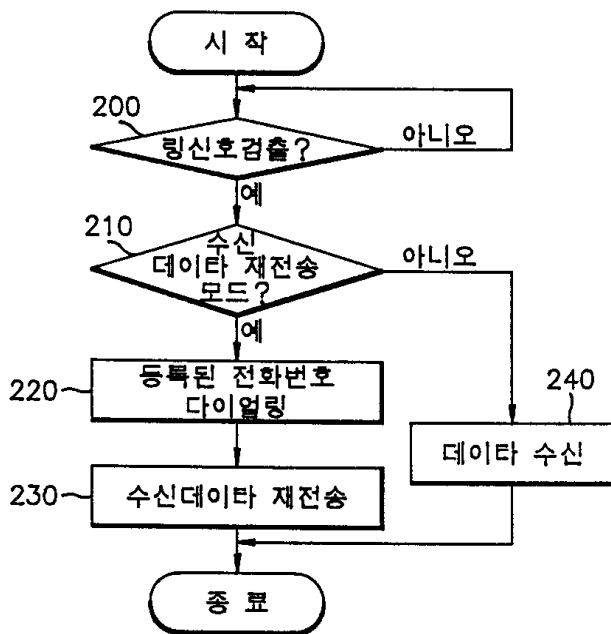 시 작
200
링신호검출?
아니오
예
210
수신
데이타 재전송
모드?
아니오
예
220
등록된 전화번호
다이얼링
240
데이타 수신
230
수신데이타 재전송
종 료